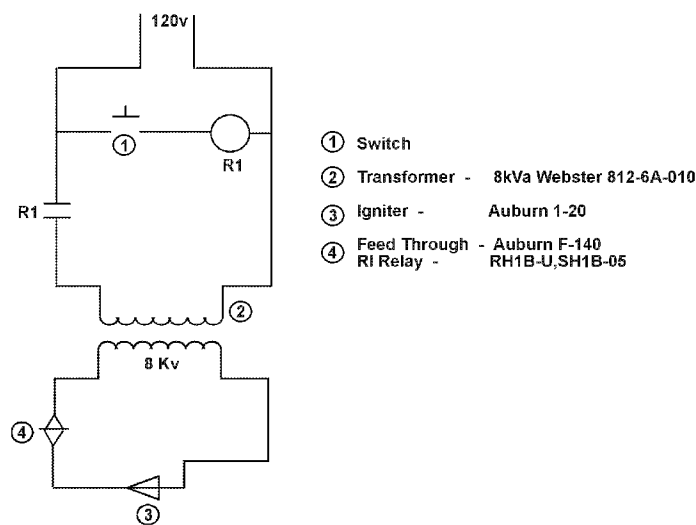 120v
1
R1
R1
2
8 Kv
4
3
1 Switch
2 Transformer - 8kVa Webster 812-6A-010
3 Igniter - Auburn 1-20
4 Feed Through - Auburn F-140
RI Relay - RH1B-U,SH1B-05